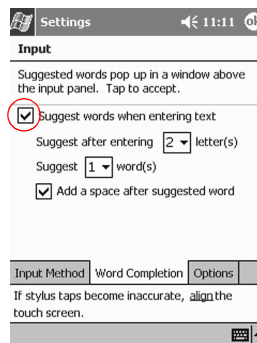 Settings 11:11 ok
Input
Suggested words pop up in a window above
the input panel. Tap to accept.
Suggest words when entering text
Suggest after entering 2 letter(s)
Suggest 1 word(s)
Add a space after suggested word
Input Method Word Completion Options
If stylus taps become inaccurate, align the
touch screen.